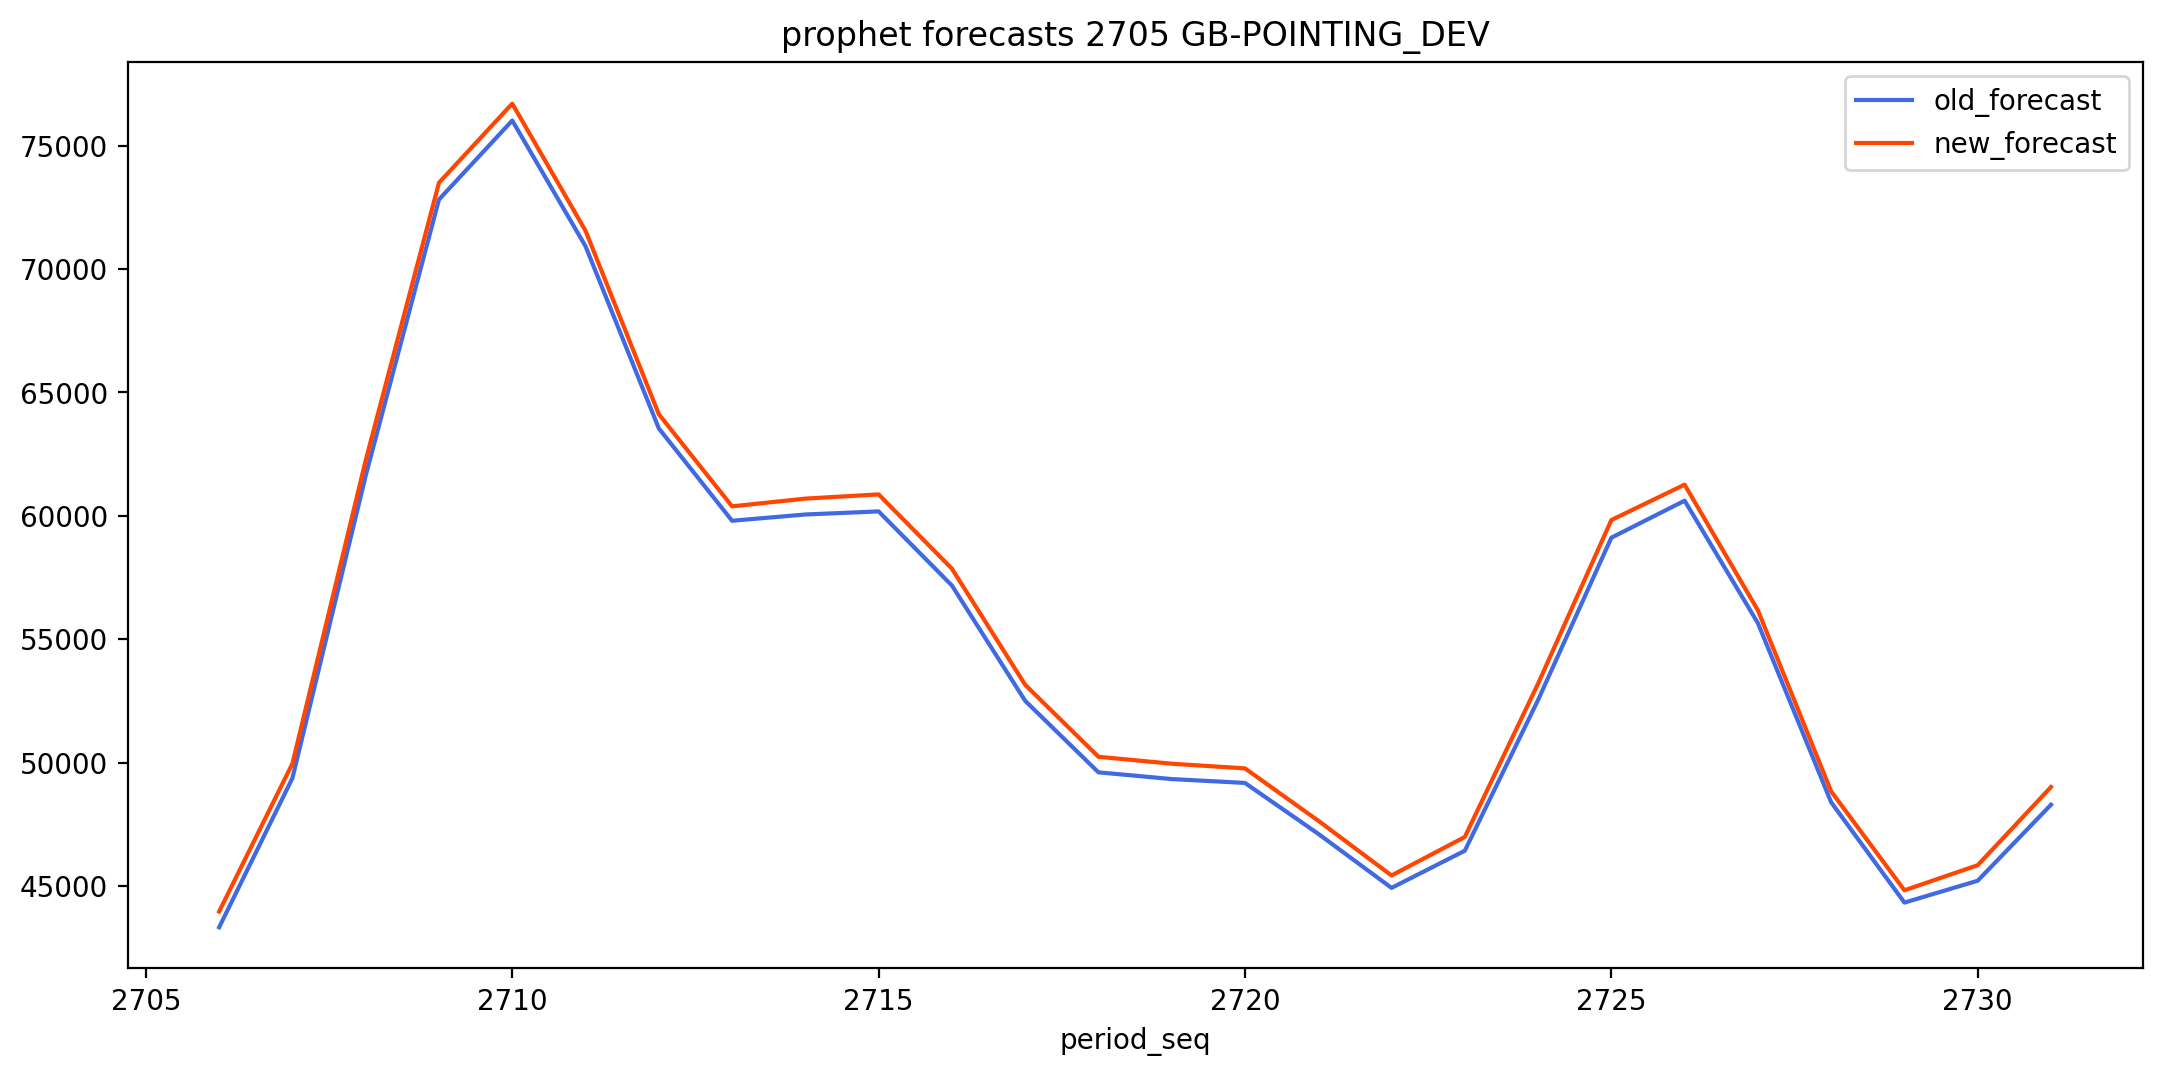 prophet forecasts 2705 GB-POINTING_DEV
old_forecast
new_forecast
75000
70000
65000
60000
55000
50000
45000
2705 2710 2715 2720 2725 2730
period_seq